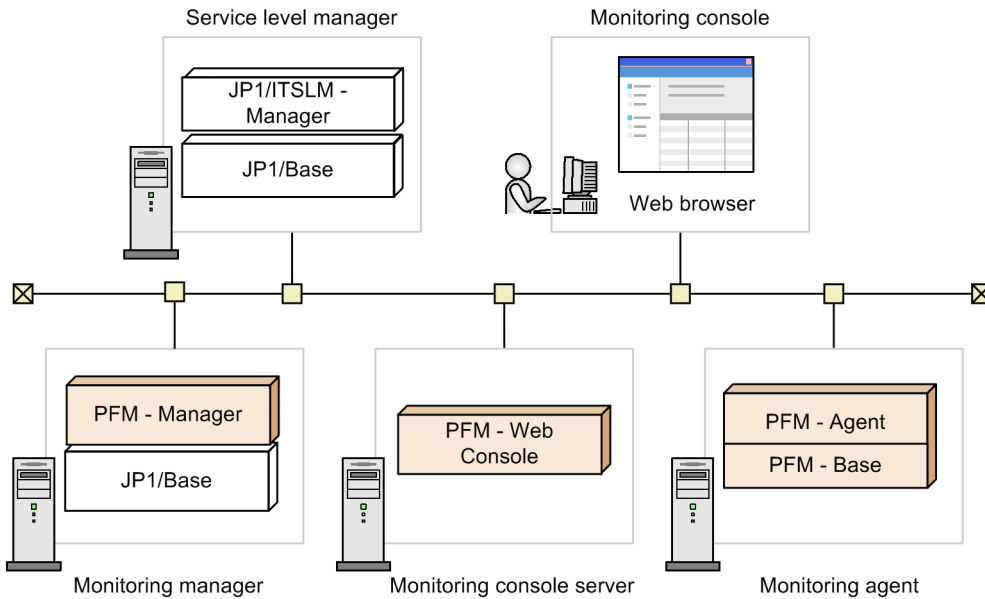 Service level manager
Monitoring console
JP1/ITSLM -
Manager
JP1/Base
Web browser
PFM - Manager
JP1/Base
PFM - Web
Console
PFM - Agent
PFM - Base
Monitoring manager
Monitoring console server
Monitoring agent